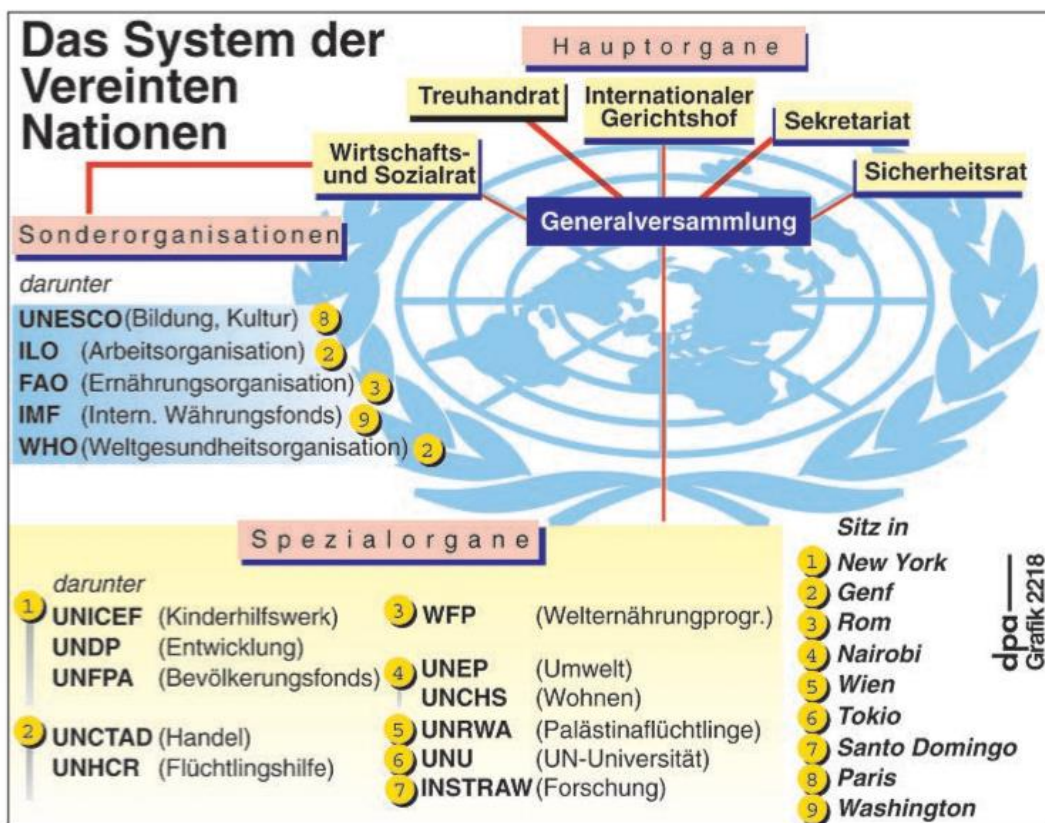 Das System der
Vereinten
Nationen
Hauptorgane
Treuhandrat
Internationaler
Gerichtshof
Sekretariat
Wirtschafts-
und Sozialrat
Sicherheitsrat
Generalversammlung
Sonderorganisationen
darunter
UNESCO (Bildung, Kultur) 8
ILO (Arbeitsorganisation) 2
FAO (Ernährungsorganisation) 3
IMF (Intern. Währungsfonds) 9
WHO (Weltgesundheitsorganisation) 2
Spezialorgane
darunter
1 UNICEF (Kinderhilfswerk)
UNDP (Entwicklung)
UNFPA (Bevölkerungsfonds)
2 UNCTAD (Handel)
UNHCR (Flüchtlingshilfe)
3 WFP (Welternährungprogr.)
4 UNEP (Umwelt)
UNCHS (Wohnen)
5 UNRWA (Palästinaflüchtlinge)
6 UNU (UN-Universität)
7 INSTRAW (Forschung)
Sitz in
1 New York
2 Genf
3 Rom
4 Nairobi
5 Wien
6 Tokio
7 Santo Domingo
8 Paris
9 Washington
dpa
Grafik 2218